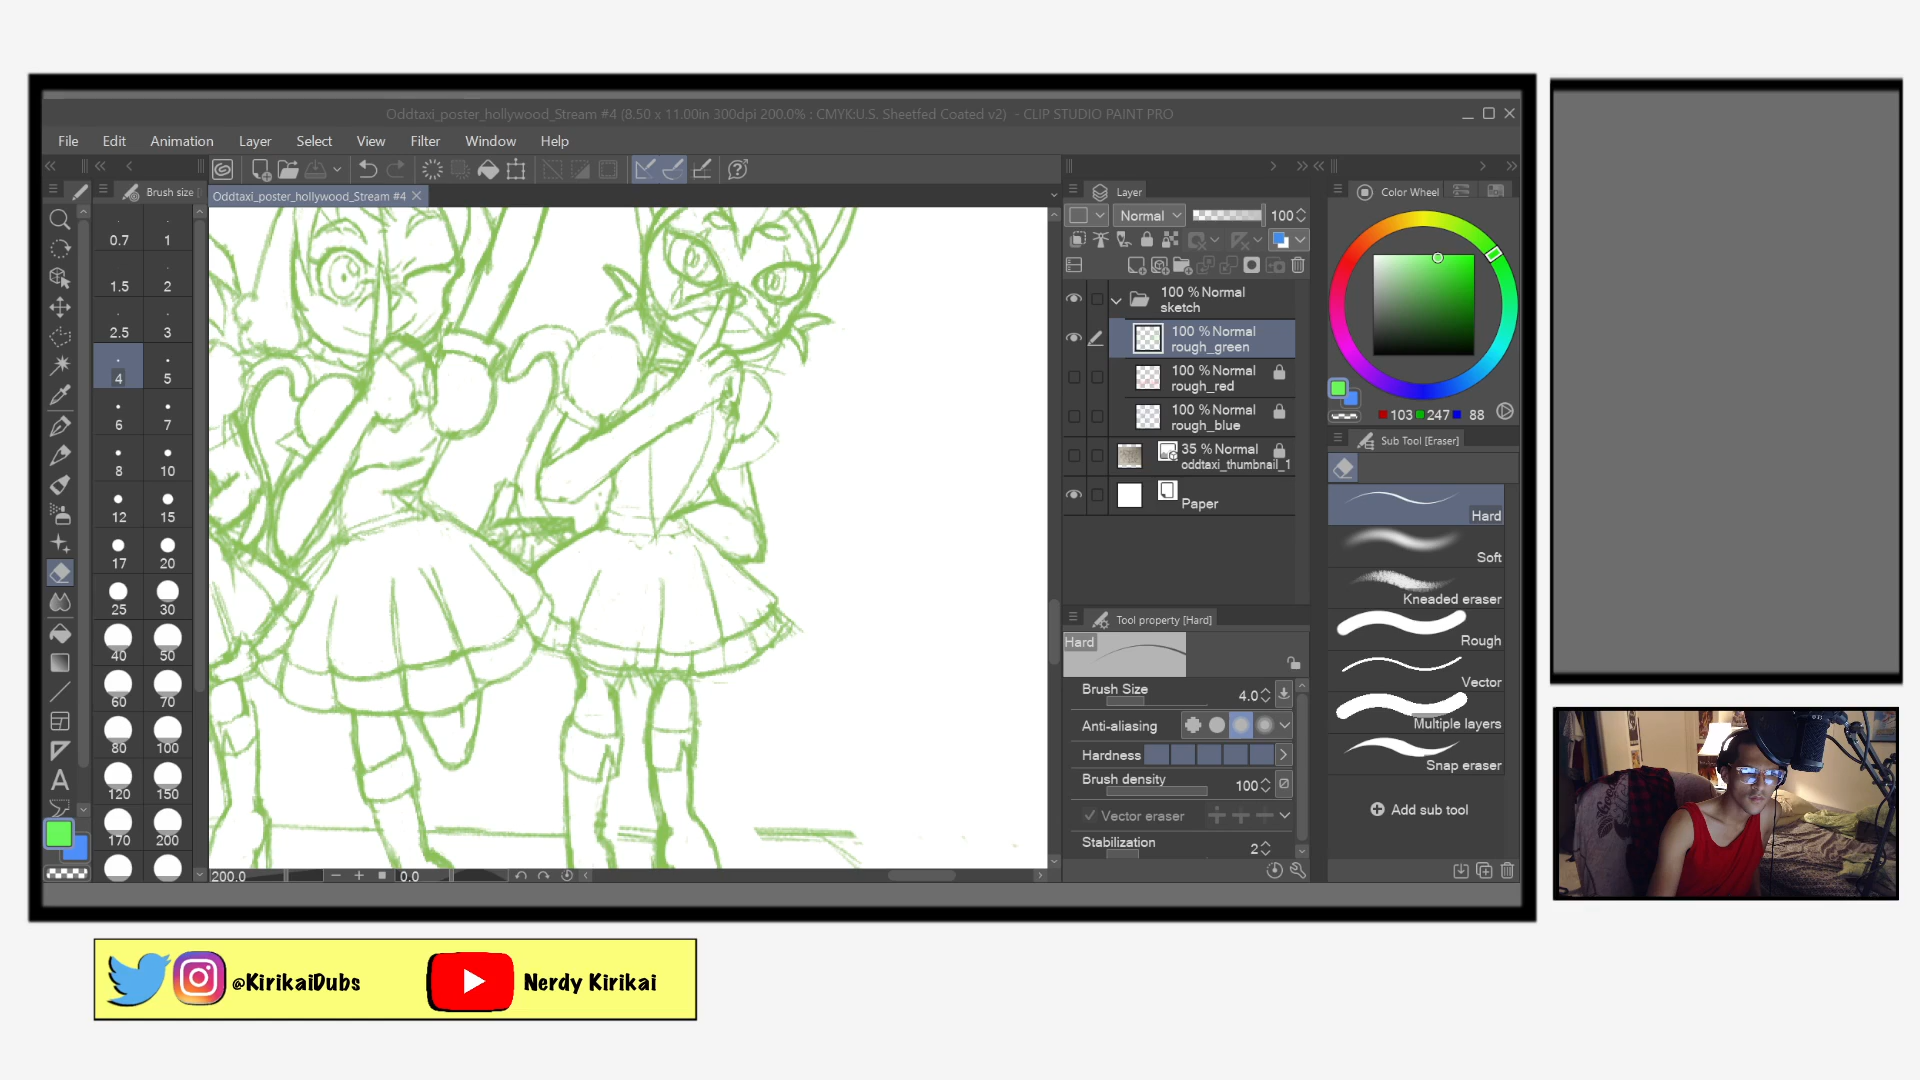 Oddtaxi_poster_hollywood_Stream #4 (8.50 x 11.00in 300dpi 200.0% : CMYK:U.S. Sheetfed Coated v2) - CLIP STUDIO PAINT PRO
File Edit Animation Layer Select View Filter Window Help
Brush size
Oddtaxi_poster_hollywood_Stream #4
0.7 1
1.5 2
2.5 3
4 5
6 7
8 10
12 15
17 20
25 30
40 50
60 70
80 100
120 150
170 200
200.0 0.0
Layer
Normal 100
100 % Normal
sketch
100 % Normal
rough_green
100 % Normal
rough_red
100 % Normal
rough_blue
35 % Normal
oddtaxi_thumbnail_1
Paper
Tool property [Hard]
Hard
Brush Size 4.0
Anti-aliasing
Hardness
Brush density 100
Vector eraser
Stabilization 2
Color Wheel
103 247 88
Sub Tool [Eraser]
Hard
Soft
Kneaded eraser
Rough
Vector
Multiple layers
Snap eraser
Add sub tool
@KirikaiDubs Nerdy Kirikai